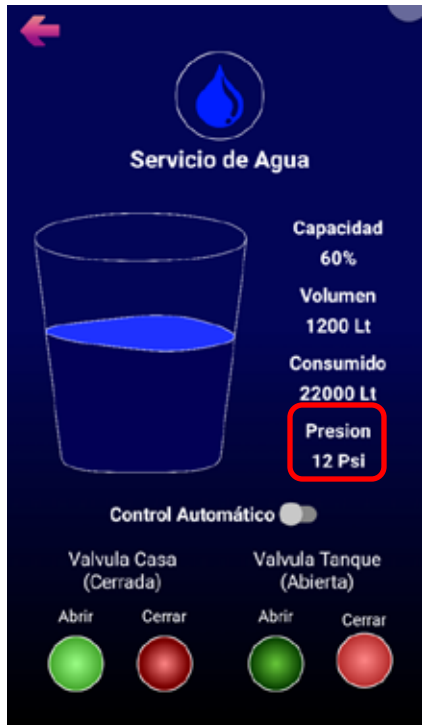 Servicio de Agua
Capacidad
60%
Volumen
1200 Lt
Consumido
22000 Lt
Presion
12 Psi
Control Automático
Valvula Casa
(Cerrada)
Valvula Tanque
(Abierta)
Abrir
Cerrar
Abrir
Cerrar